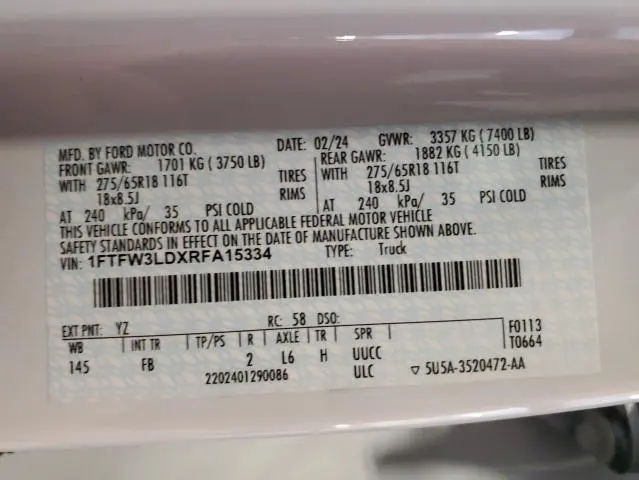 MFD. BY FORD MOTOR CO. DATE: 02/24 GVWR: 3357 KG ( 7400 LB)
FRONT GAWR: 1701 KG ( 3750 LB) REAR GAWR: 1882 KG ( 4150 LB)
WITH 275/65R18 116T TIRES WITH 275/65R18 116T TIRES
18x8.5J RIMS 18x8.5J RIMS
AT 240 kPa/ 35 PSI COLD AT 240 kPa/ 35 PSI COLD
THIS VEHICLE CONFORMS TO ALL APPLICABLE FEDERAL MOTOR VEHICLE
SAFETY STANDARDS IN EFFECT ON THE DATE OF MANUFACTURE SHOWN ABOVE.
VIN: 1FTFW3LDXRFA15334 TYPE: Truck
EXT PNT: YZ RC: 58 DSO: F0113
WB INT TR TP/PS R AXLE TR SPR T0664
145 FB 2 L6 H UUCC
2202401290086 ULC ▽ 5U5A-3520472-AA